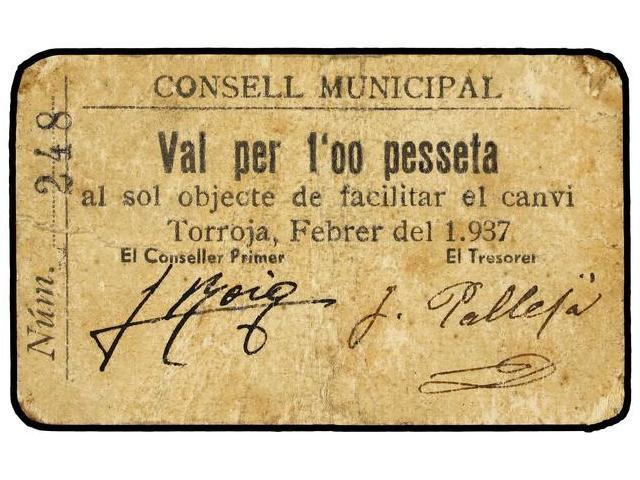 CONSELL MUNICIPAL
Val per 1'00 pesseta
al sol objecte de facilitar el canvi
Torroja, Febrer del 1.937
El Conseller Primer El Tresorer
J Roig J. Pallejà
Núm. 248